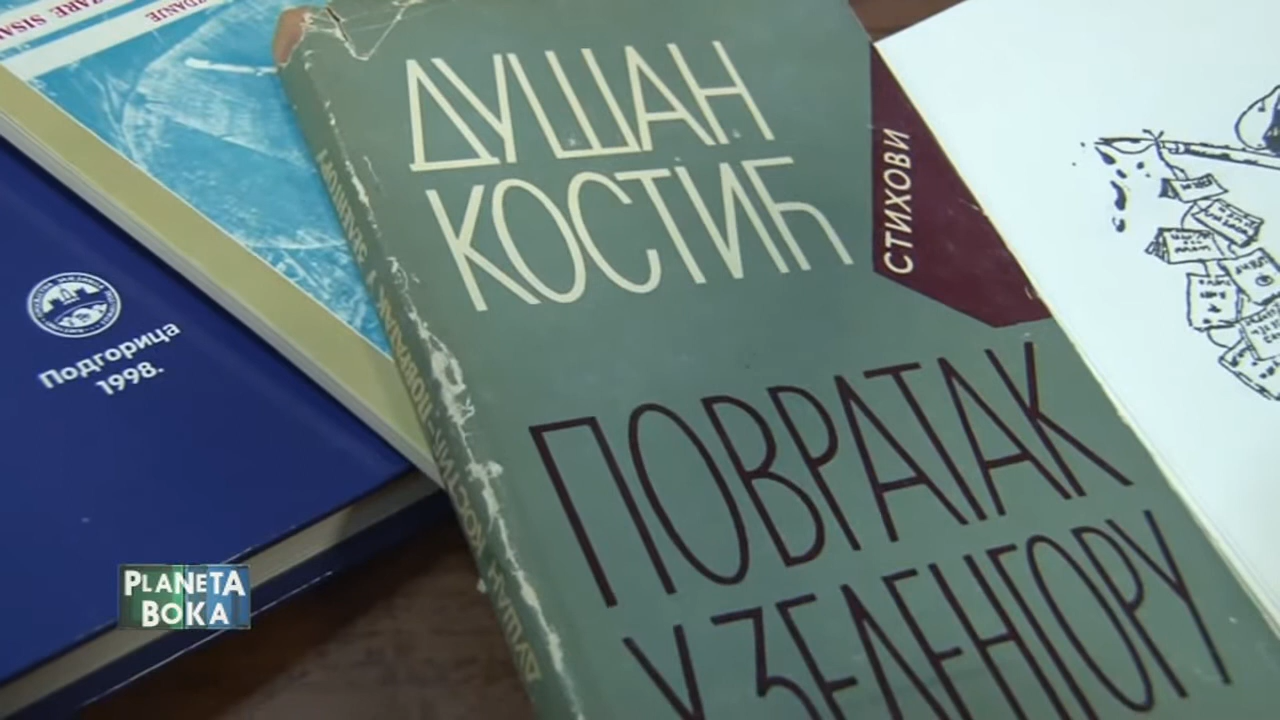 ДУШАН
КОСТИЋ
СТИХОВИ
ПОВРАТАК
У ЗЕЛЕНГОРУ
Подгорица
1998.
PLANETA
BOKA